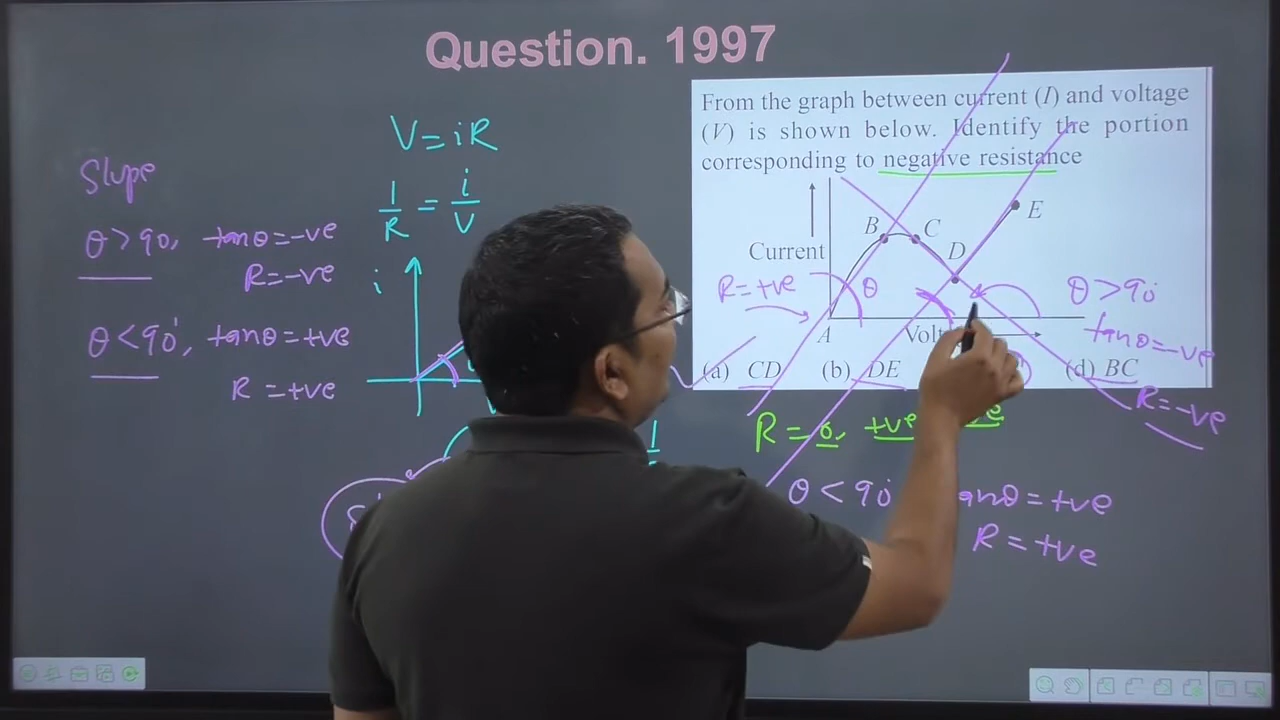 Question. 1997
From the graph between current (I) and voltage
(V) is shown below. Identify the portion
corresponding to negative resistance
B
C
D
E
Current
A
(a) CD (b) DE (d) BC
V = iR
1/R = i/V
i
Slope
θ > 90, tanθ = -ve
R = -ve
θ < 90°, tanθ = +ve
R = +ve
R = +ve
θ
θ > 90°
tanθ = -ve
R = -ve
R = 0, +ve
θ < 90 tanθ = +ve
R = +ve